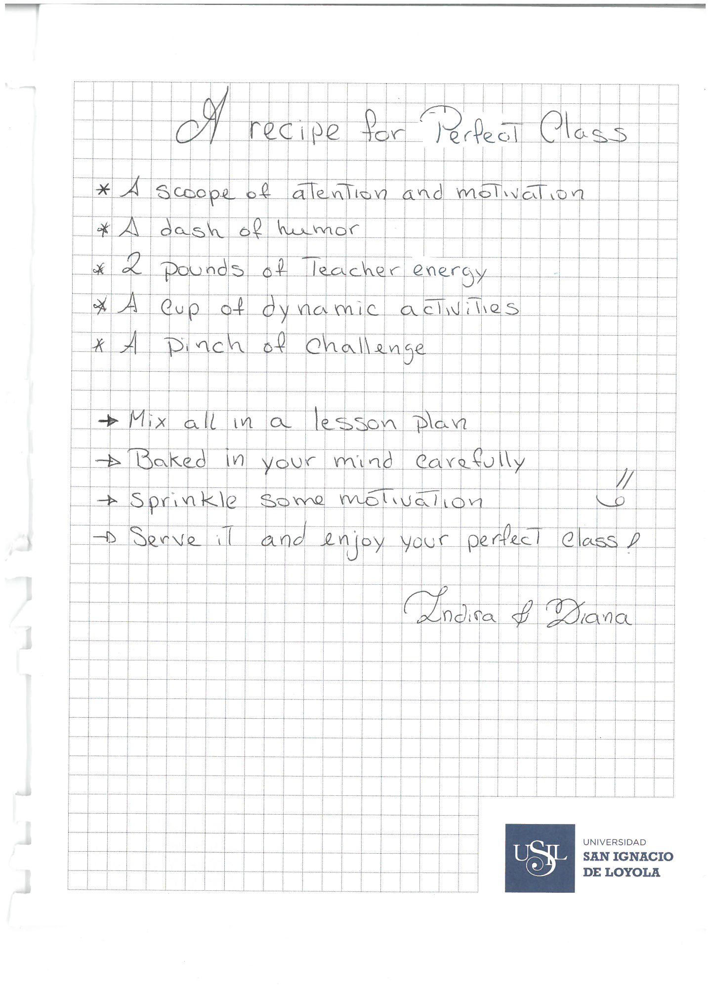 A recipe for Perfect Class
* A scoope of atention and motivation
* A dash of humor
* 2 pounds of Teacher energy
* A cup of dynamic activities
* A pinch of challenge
→ Mix all in a lesson plan
→ Baked in your mind carefully
→ Sprinkle some motivation
→ Serve it and enjoy your perfect class!
Indira & Diana
USIL
UNIVERSIDAD
SAN IGNACIO
DE LOYOLA